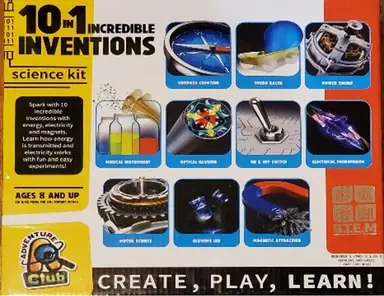 10 IN 1 INCREDIBLE
INVENTIONS
science kit
Spark with 10
incredible
inventions with
energy, electricity
and magnets.
Learn how energy
is transmitted and
electricity works
with fun and easy
experiments!
AGES 8 AND UP
COMPASS CREATION
TURBO RACER
POWER ENGINE
MUSICAL INSTRUMENT
OPTICAL ILLUSION
ON & OFF SWITCH
ELECTRICAL PHENOMENON
MOTOR SCIENCE
GLOWING LED
MAGNETIC ATTRACTION
S.T.E.M
ADVENTURE
Club
CREATE, PLAY, LEARN!